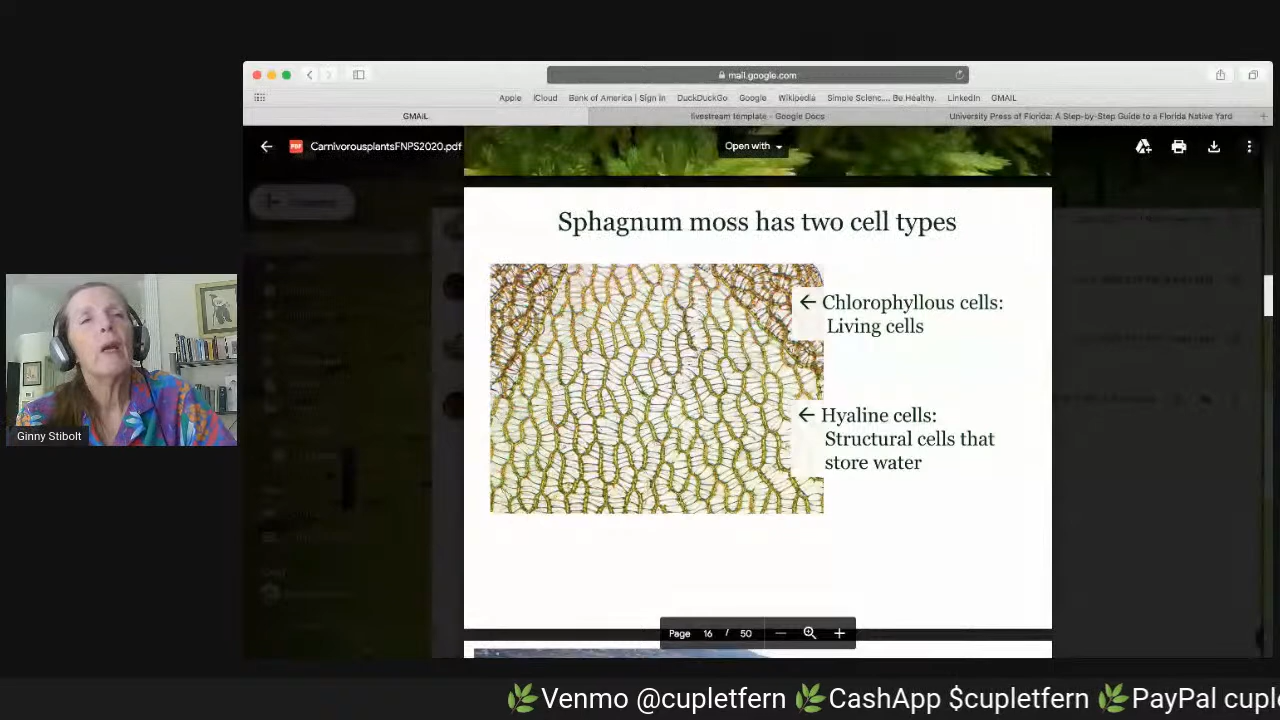 mail.google.com
Apple iCloud Bank of America | Sign in DuckDuckGo Google Wikipedia Simple Scienc.... Be Healthy. LinkedIn GMAIL
GMAIL livestream template - Google Docs University Press of Florida: A Step-by-Step Guide to a Florida Native Yard
PDF CarnivorousplantsFNPS2020.pdf Open with
Sphagnum moss has two cell types
← Chlorophyllous cells:
Living cells
← Hyaline cells:
Structural cells that
store water
Ginny Stibolt
Page 16 / 50
🌿Venmo @cupletfern 🌿CashApp $cupletfern 🌿PayPal cupl